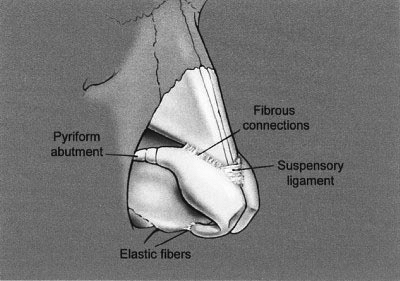 Fibrous
connections
Pyriform
abutment
Suspensory
ligament
Elastic fibers